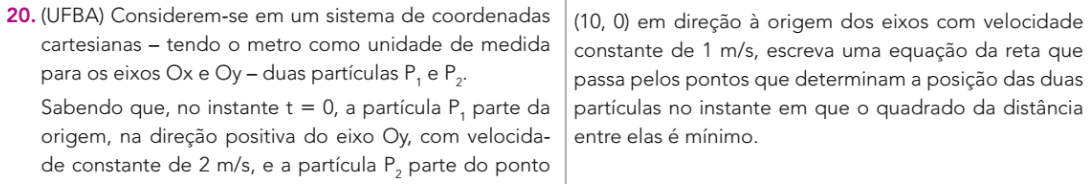 20. (UFBA) Considerem-se em um sistema de coordenadas
cartesianas – tendo o metro como unidade de medida
para os eixos Ox e Oy – duas partículas P₁ e P₂.
Sabendo que, no instante t = 0, a partícula P₁ parte da
origem, na direção positiva do eixo Oy, com velocida-
de constante de 2 m/s, e a partícula P₂ parte do ponto
(10, 0) em direção à origem dos eixos com velocidade
constante de 1 m/s, escreva uma equação da reta que
passa pelos pontos que determinam a posição das duas
partículas no instante em que o quadrado da distância
entre elas é mínimo.